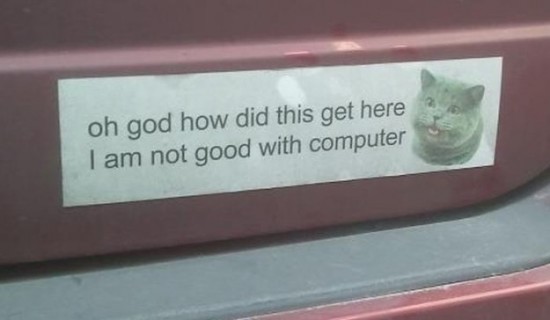 oh god how did this get here
I am not good with computer